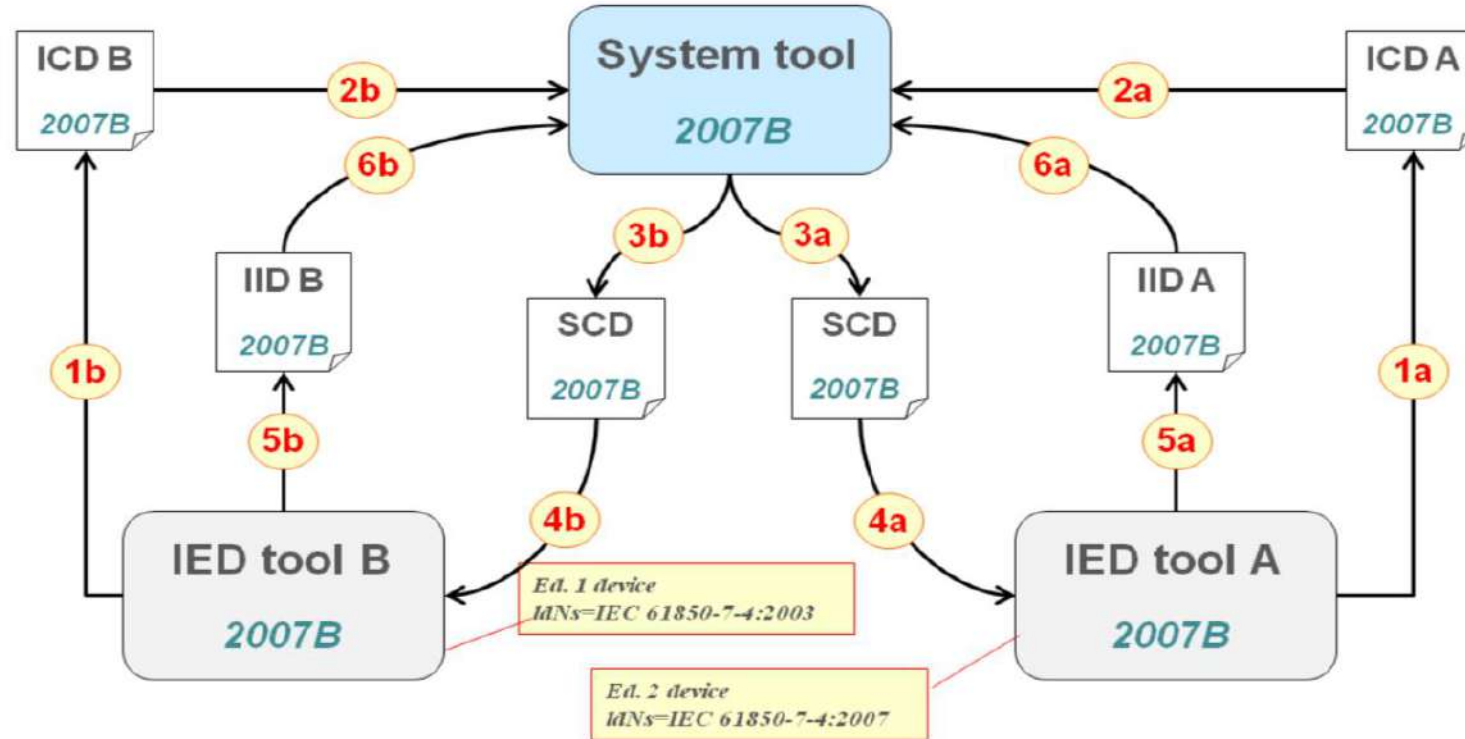 ICD B
2007B
2b
System tool
2007B
2a
ICD A
2007B
6b
6a
3b
3a
IID B
2007B
SCD
2007B
SCD
2007B
IID A
2007B
1b
5b
4b
4a
5a
1a
IED tool B
2007B
Ed. 1 device
ldNs=IEC 61850-7-4:2003
IED tool A
2007B
Ed. 2 device
ldNs=IEC 61850-7-4:2007